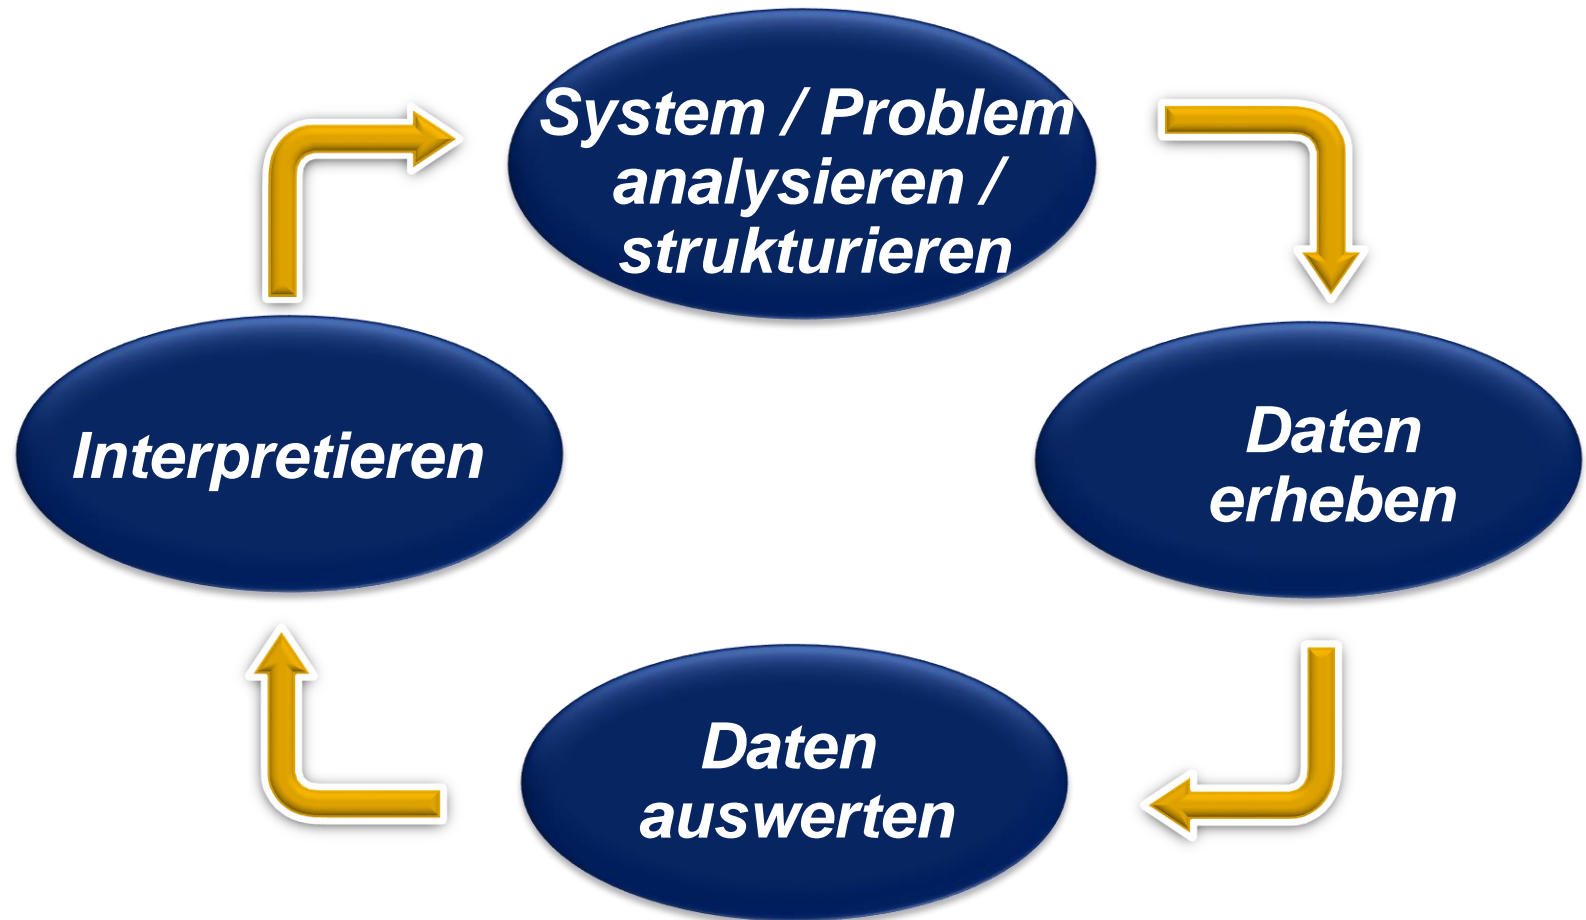 System / Problem
analysieren /
strukturieren
Interpretieren
Daten
erheben
Daten
auswerten